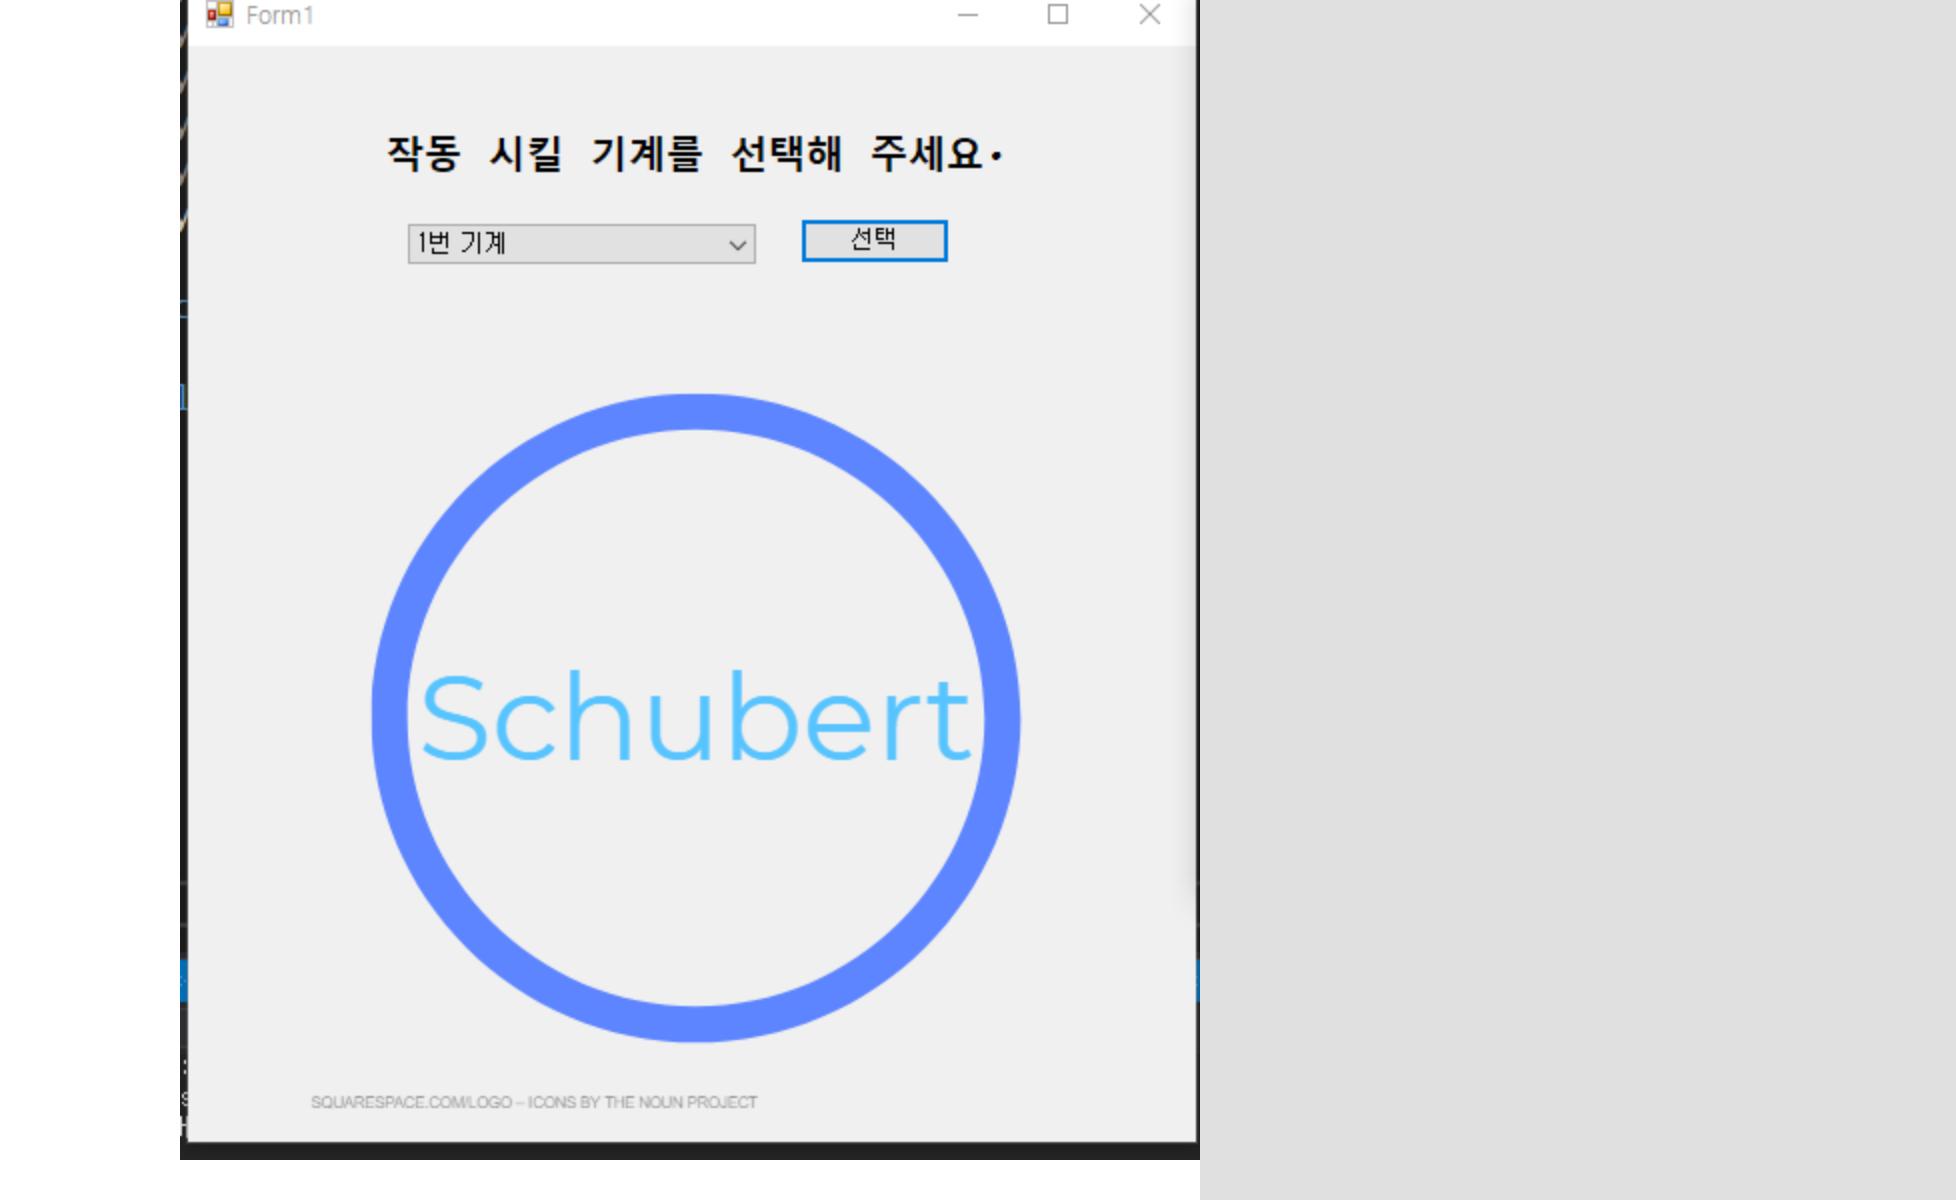 Form1
작동 시킬 기계를 선택해 주세요.
1번 기계
선택
Schubert
SQUARESPACE.COM/LOGO – ICONS BY THE NOUN PROJECT